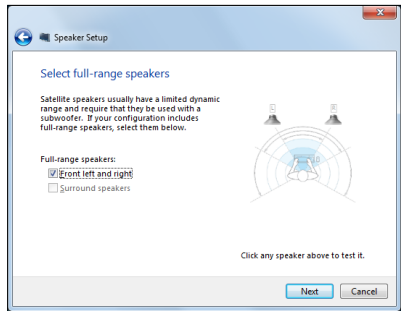 Speaker Setup
Select full-range speakers
Satellite speakers usually have a limited dynamic
range and require that they be used with a
subwoofer. If your configuration includes
full-range speakers, select them below.
Full-range speakers:
Front left and right
Surround speakers
L R
Click any speaker above to test it.
Next Cancel